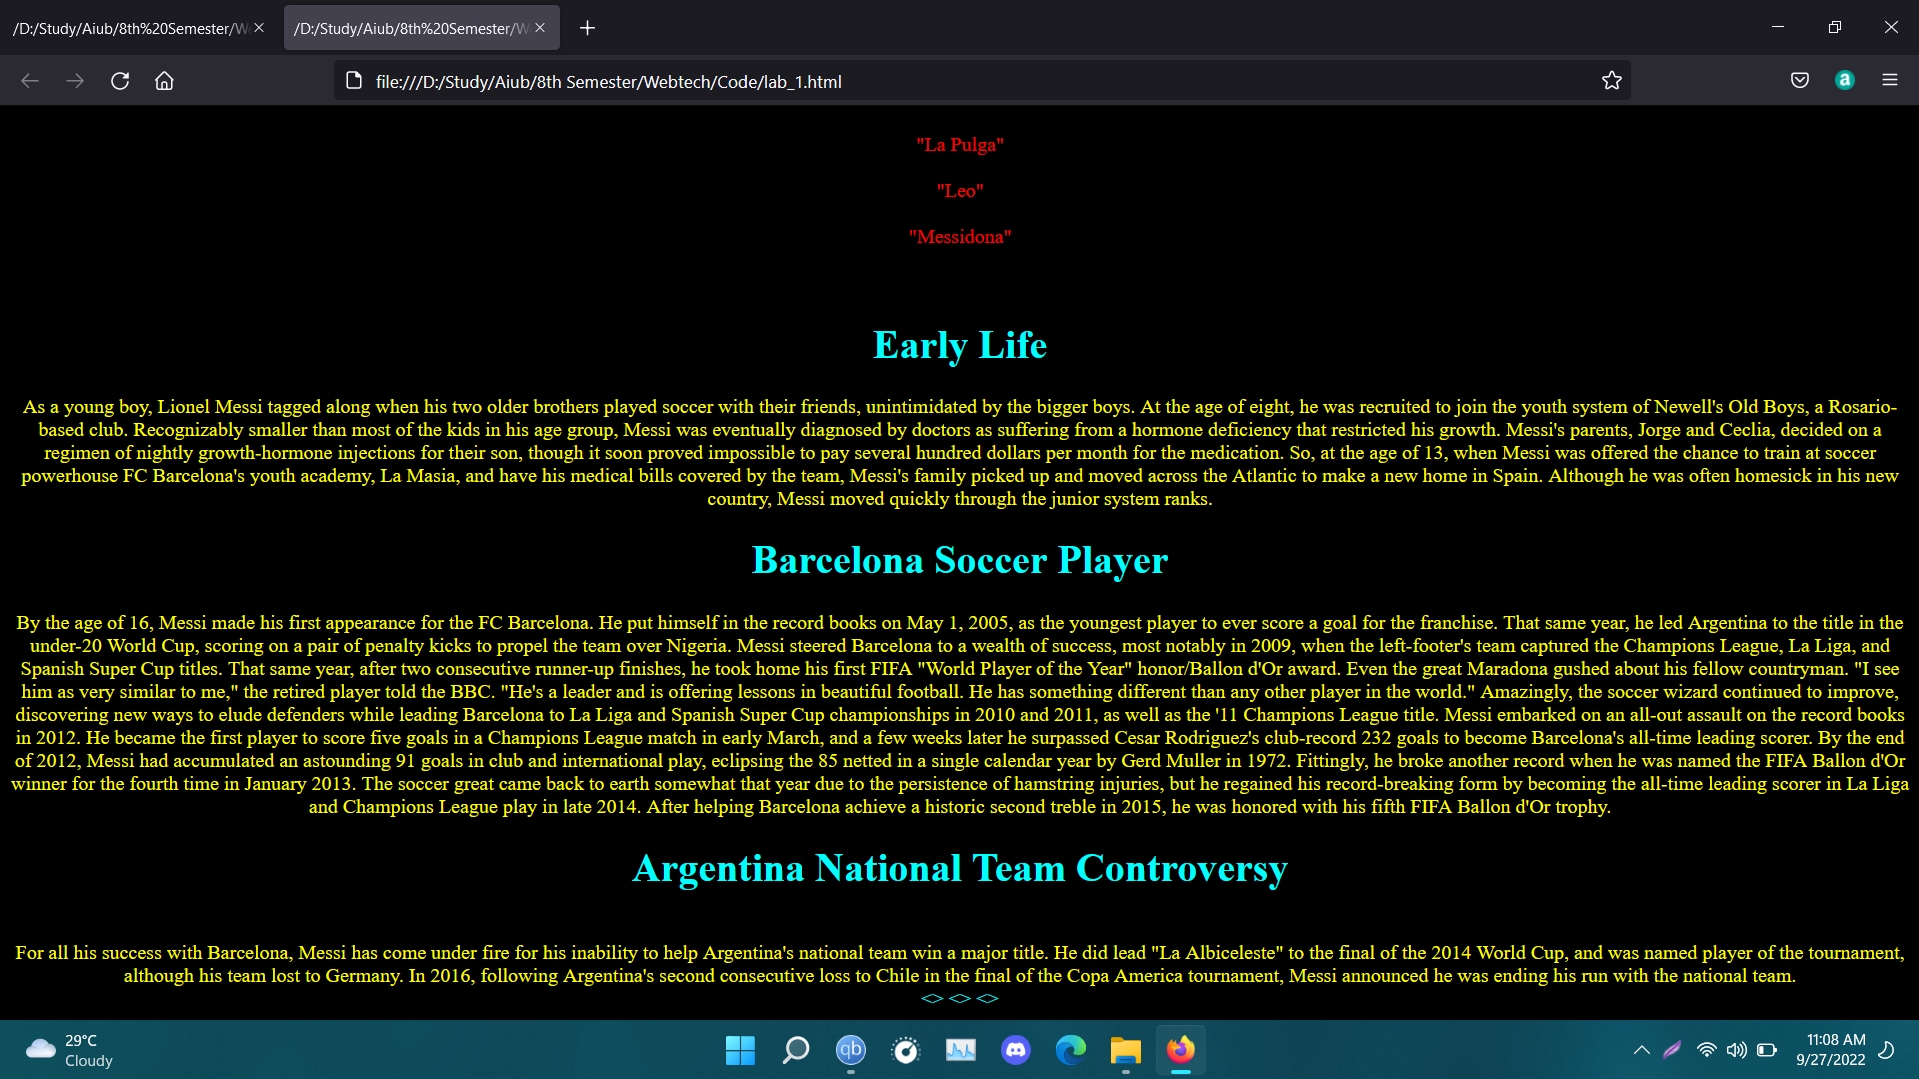 /D:/Study/Aiub/8th%20Semester/W
/D:/Study/Aiub/8th%20Semester/W
file:///D:/Study/Aiub/8th Semester/Webtech/Code/lab_1.html
"La Pulga"
"Leo"
"Messidona"
Early Life
As a young boy, Lionel Messi tagged along when his two older brothers played soccer with their friends, unintimidated by the bigger boys. At the age of eight, he was recruited to join the youth system of Newell's Old Boys, a Rosario-
based club. Recognizably smaller than most of the kids in his age group, Messi was eventually diagnosed by doctors as suffering from a hormone deficiency that restricted his growth. Messi's parents, Jorge and Ceclia, decided on a
regimen of nightly growth-hormone injections for their son, though it soon proved impossible to pay several hundred dollars per month for the medication. So, at the age of 13, when Messi was offered the chance to train at soccer
powerhouse FC Barcelona's youth academy, La Masia, and have his medical bills covered by the team, Messi's family picked up and moved across the Atlantic to make a new home in Spain. Although he was often homesick in his new
country, Messi moved quickly through the junior system ranks.
Barcelona Soccer Player
By the age of 16, Messi made his first appearance for the FC Barcelona. He put himself in the record books on May 1, 2005, as the youngest player to ever score a goal for the franchise. That same year, he led Argentina to the title in the
under-20 World Cup, scoring on a pair of penalty kicks to propel the team over Nigeria. Messi steered Barcelona to a wealth of success, most notably in 2009, when the left-footer's team captured the Champions League, La Liga, and
Spanish Super Cup titles. That same year, after two consecutive runner-up finishes, he took home his first FIFA "World Player of the Year" honor/Ballon d'Or award. Even the great Maradona gushed about his fellow countryman. "I see
him as very similar to me," the retired player told the BBC. "He's a leader and is offering lessons in beautiful football. He has something different than any other player in the world." Amazingly, the soccer wizard continued to improve,
discovering new ways to elude defenders while leading Barcelona to La Liga and Spanish Super Cup championships in 2010 and 2011, as well as the '11 Champions League title. Messi embarked on an all-out assault on the record books
in 2012. He became the first player to score five goals in a Champions League match in early March, and a few weeks later he surpassed Cesar Rodriguez's club-record 232 goals to become Barcelona's all-time leading scorer. By the end
of 2012, Messi had accumulated an astounding 91 goals in club and international play, eclipsing the 85 netted in a single calendar year by Gerd Muller in 1972. Fittingly, he broke another record when he was named the FIFA Ballon d'Or
winner for the fourth time in January 2013. The soccer great came back to earth somewhat that year due to the persistence of hamstring injuries, but he regained his record-breaking form by becoming the all-time leading scorer in La Liga
and Champions League play in late 2014. After helping Barcelona achieve a historic second treble in 2015, he was honored with his fifth FIFA Ballon d'Or trophy.
Argentina National Team Controversy
For all his success with Barcelona, Messi has come under fire for his inability to help Argentina's national team win a major title. He did lead "La Albiceleste" to the final of the 2014 World Cup, and was named player of the tournament,
although his team lost to Germany. In 2016, following Argentina's second consecutive loss to Chile in the final of the Copa America tournament, Messi announced he was ending his run with the national team.
<> <> <>
29°C
Cloudy
qb
11:08 AM
9/27/2022